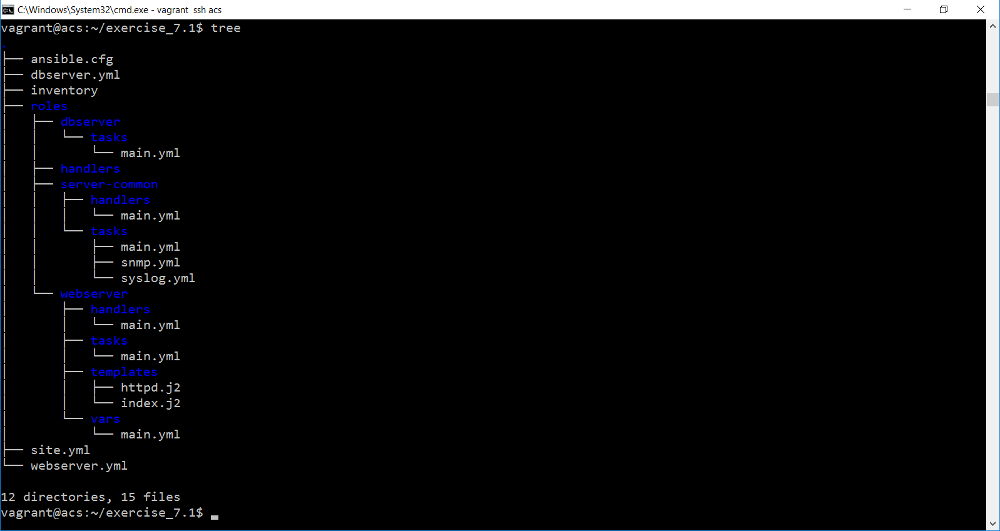 C:\Windows\System32\cmd.exe - vagrant  ssh acs
vagrant@acs:~/exercise_7.1$ tree
.
├── ansible.cfg
├── dbserver.yml
├── inventory
├── roles
│   ├── dbserver
│   │   └── tasks
│   │       └── main.yml
│   ├── handlers
│   ├── server-common
│   │   ├── handlers
│   │   │   └── main.yml
│   │   └── tasks
│   │       ├── main.yml
│   │       ├── snmp.yml
│   │       └── syslog.yml
│   └── webserver
│       ├── handlers
│       │   └── main.yml
│       ├── tasks
│       │   └── main.yml
│       ├── templates
│       │   ├── httpd.j2
│       │   └── index.j2
│       └── vars
│           └── main.yml
├── site.yml
└── webserver.yml
12 directories, 15 files
vagrant@acs:~/exercise_7.1$